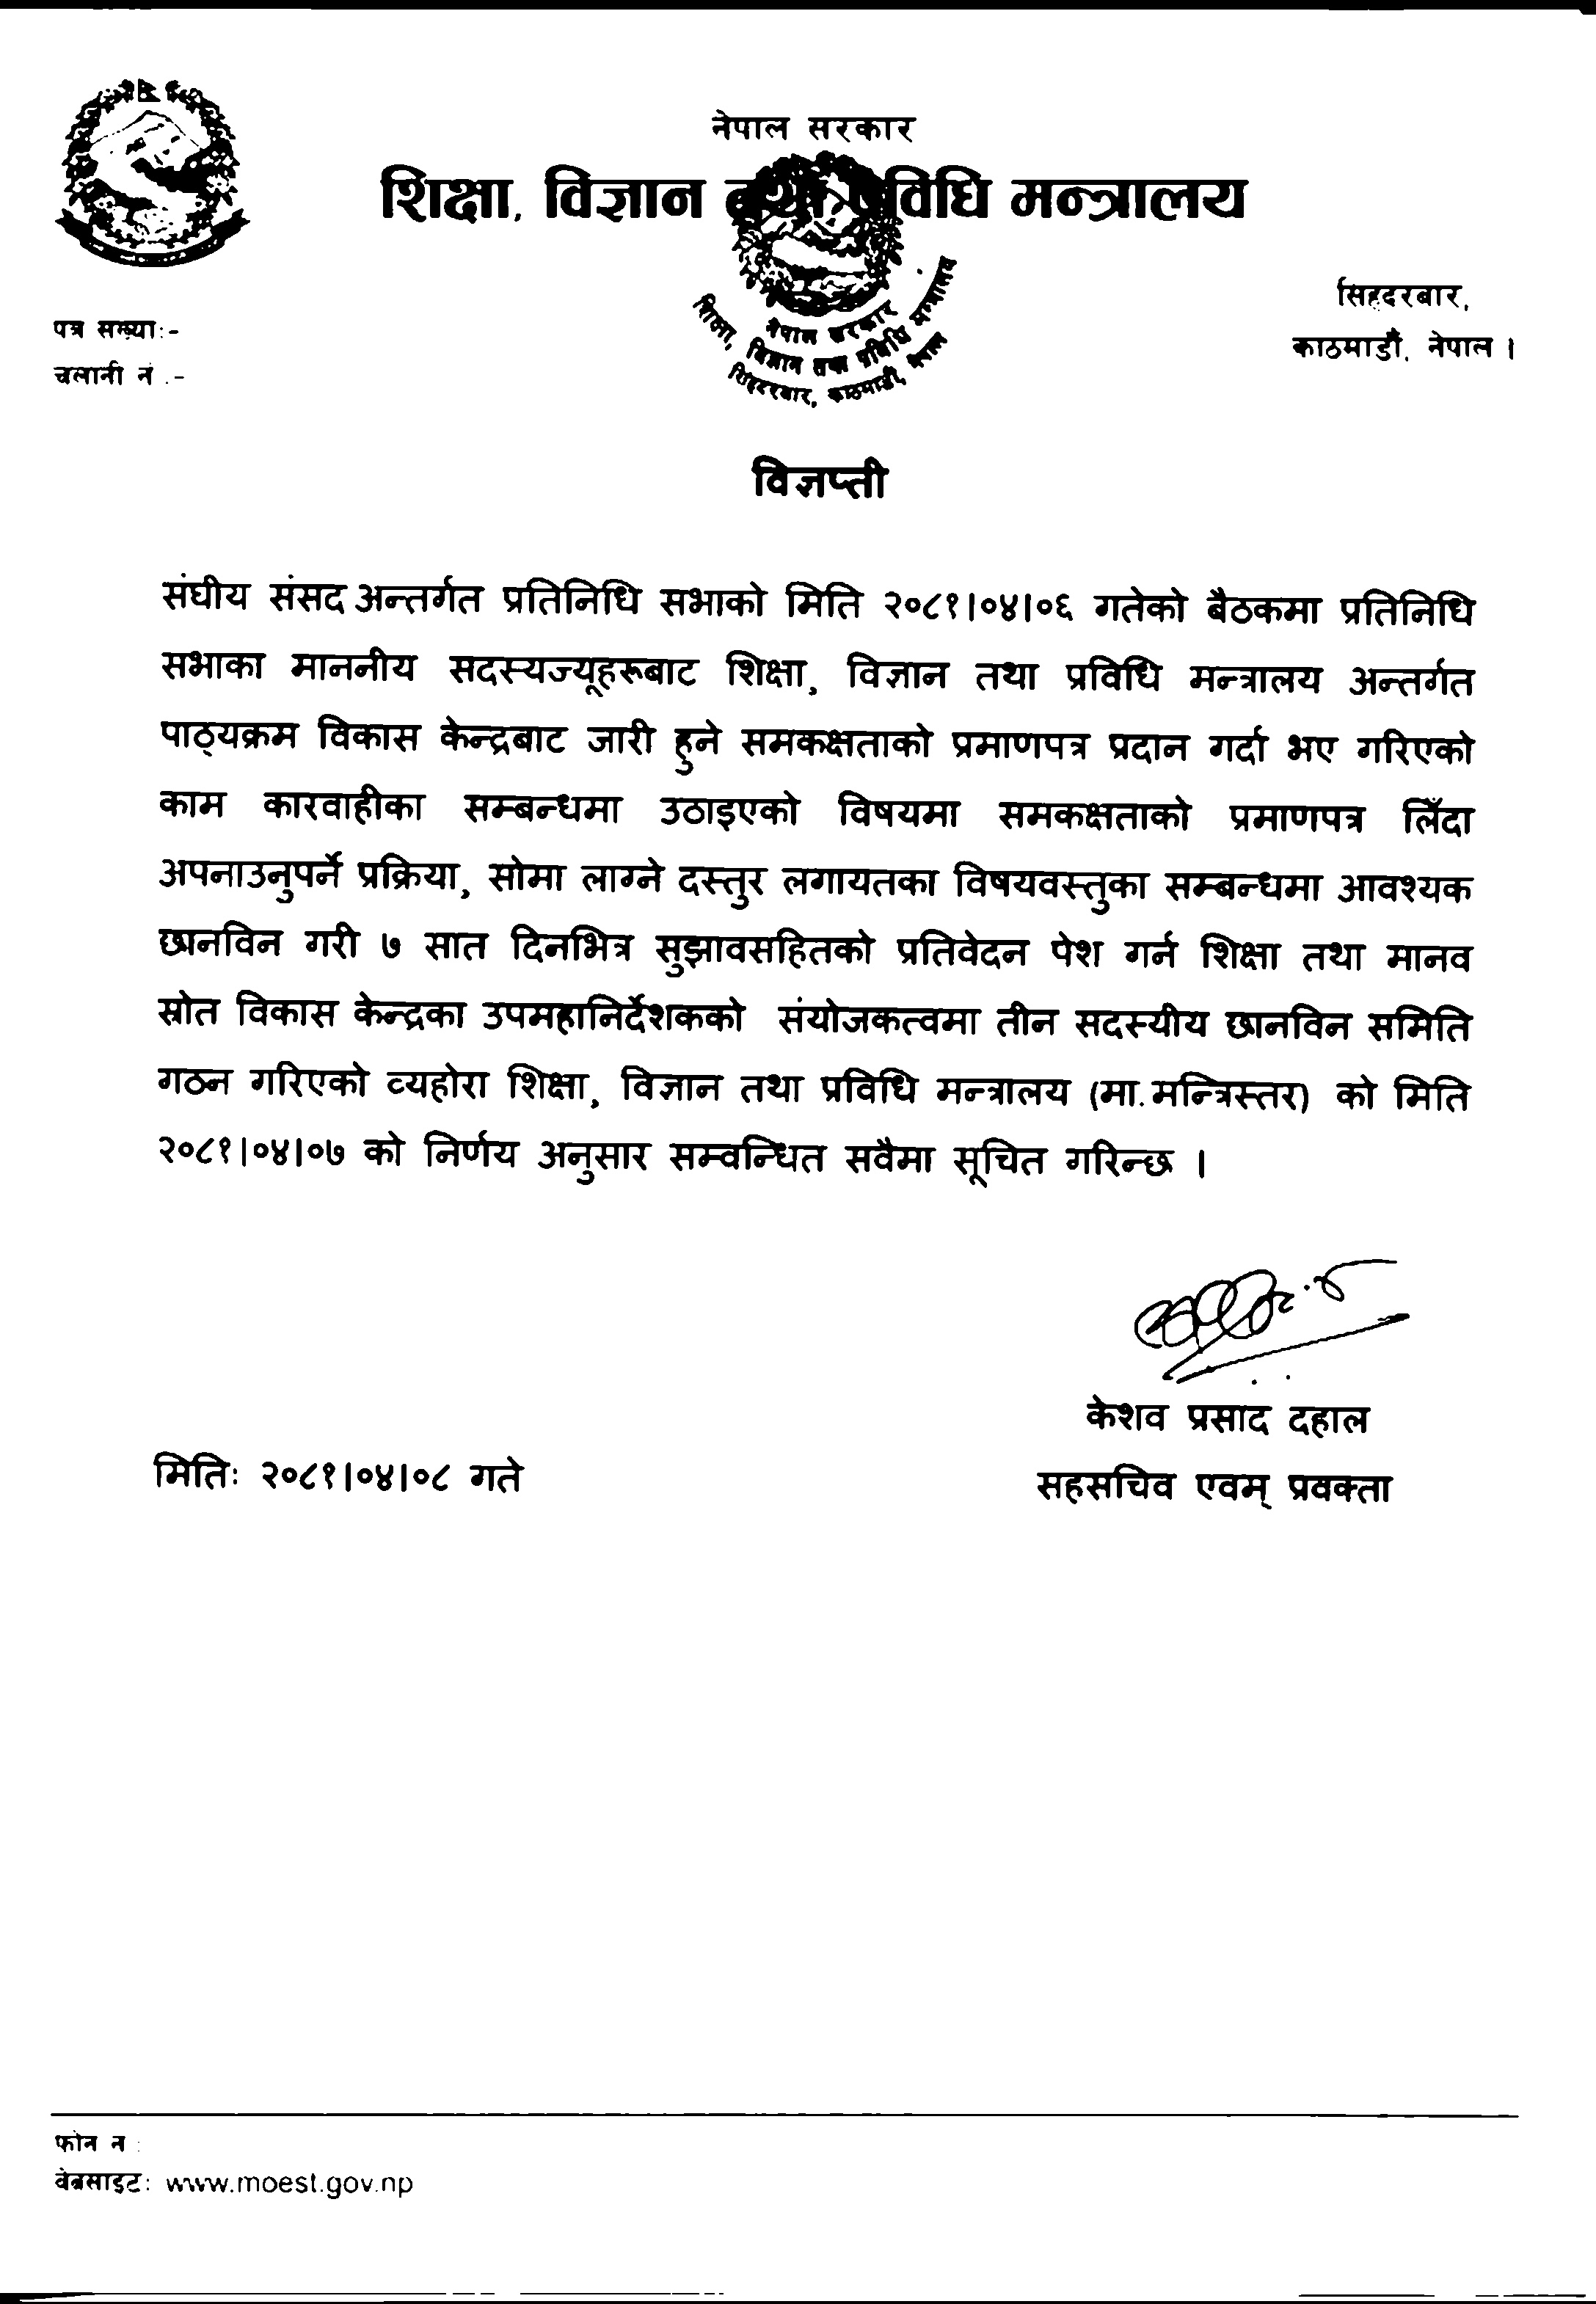 नेपाल सरकार
शिक्षा, विज्ञान तथा प्रविधि मन्त्रालय
सिंहदरबार,
काठमाडौं, नेपाल ।
पत्र संख्याः-
चलानी नं .-
नेपाल सरकार
शिक्षा, विज्ञान तथा प्रविधि मन्त्रालय
सिंहदरबार, काठमाडौं, नेपाल
विज्ञप्ती
संघीय संसद अन्तर्गत प्रतिनिधि सभाको मिति २०८१।०४।०६ गतेको बैठकमा प्रतिनिधि
सभाका माननीय सदस्यज्यूहरूबाट शिक्षा, विज्ञान तथा प्रविधि मन्त्रालय अन्तर्गत
पाठ्यक्रम विकास केन्द्रबाट जारी हुने समकक्षताको प्रमाणपत्र प्रदान गर्दा भए गरिएको
काम कारवाहीका सम्बन्धमा उठाइएको विषयमा समकक्षताको प्रमाणपत्र लिँदा
अपनाउनुपर्ने प्रक्रिया, सोमा लाग्ने दस्तुर लगायतका विषयवस्तुका सम्बन्धमा आवश्यक
छानविन गरी ७ सात दिनभित्र सुझावसहितको प्रतिवेदन पेश गर्न शिक्षा तथा मानव
स्रोत विकास केन्द्रका उपमहानिर्देशकको संयोजकत्वमा तीन सदस्यीय छानविन समिति
गठन गरिएको व्यहोरा शिक्षा, विज्ञान तथा प्रविधि मन्त्रालय (मा.मन्त्रिस्तर) को मिति
२०८१।०४।०७ को निर्णय अनुसार सम्वन्धित सवैमा सूचित गरिन्छ ।
केशव प्रसाद दहाल
मितिः २०८१।०४।०८ गते
सहसचिव एवम् प्रवक्ता
फोन नं :
वेबसाइटः www.moest.gov.np